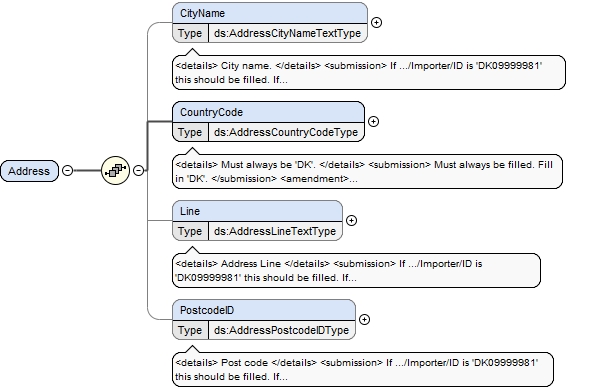 CityName
Type ds:AddressCityNameTextType
<details> City name. </details> <submission> If .../Importer/ID is 'DK09999981'
this should be filled. If...
CountryCode
Type ds:AddressCountryCodeType
<details> Must always be 'DK'. </details> <submission> Must always be filled. Fill
in 'DK'. </submission> <amendment>...
Address
Line
Type ds:AddressLineTextType
<details> Address Line </details> <submission> If .../Importer/ID is
'DK09999981' this should be filled. If...
PostcodeID
Type ds:AddressPostcodeIDType
<details> Post code </details> <submission> If .../Importer/ID is 'DK09999981'
this should be filled. If...